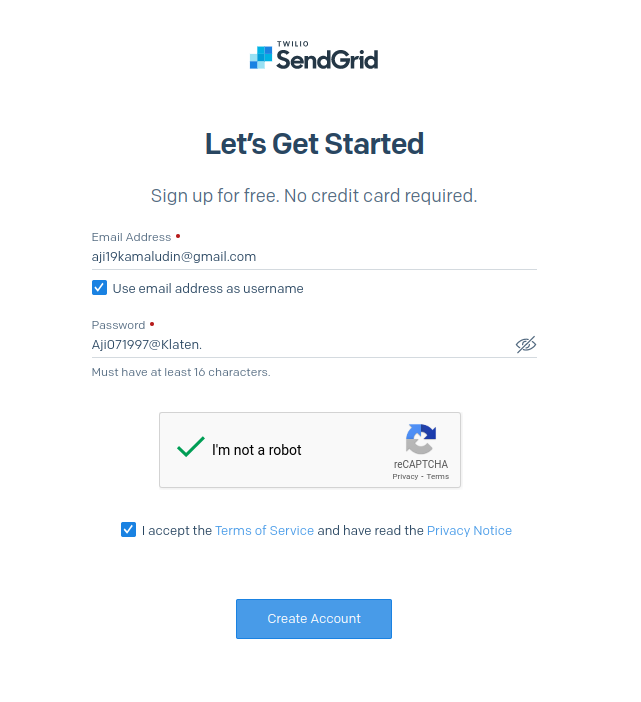 TWILIO
SendGrid
Let's Get Started
Sign up for free. No credit card required.
Email Address •
aji19kamaludin@gmail.com
Use email address as username
Password •
Aji071997@Klaten.
Must have at least 16 characters.
I'm not a robot
reCAPTCHA
Privacy - Terms
I accept the Terms of Service and have read the Privacy Notice
Create Account